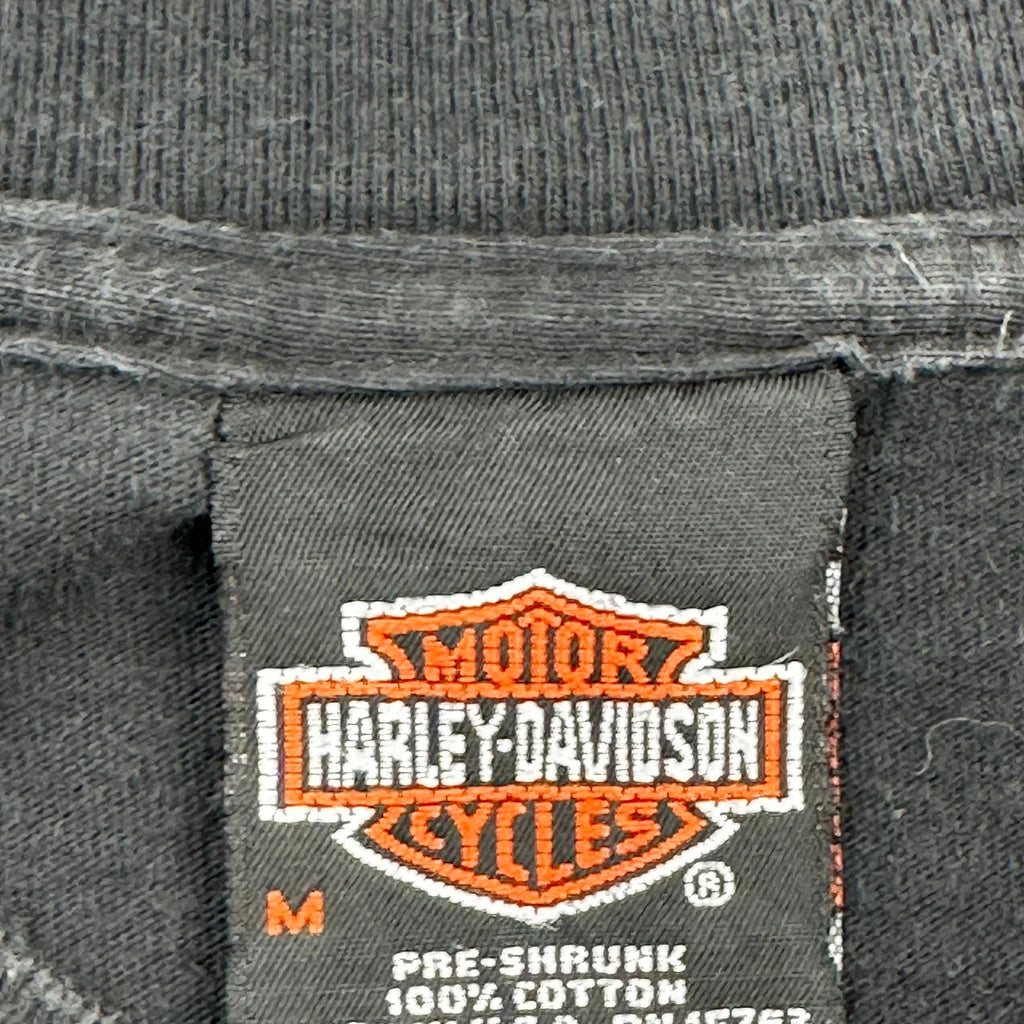 MOTOR
HARLEY-DAVIDSON
CYCLES
®
M
PRE-SHRUNK
100% COTTON